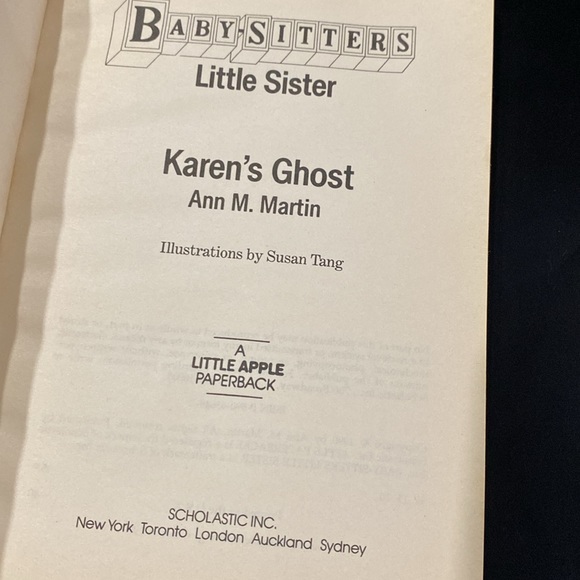 BABY-SITTERS
Little Sister
Karen's Ghost
Ann M. Martin
Illustrations by Susan Tang
A
LITTLE APPLE
PAPERBACK
SCHOLASTIC INC.
New York Toronto London Auckland Sydney